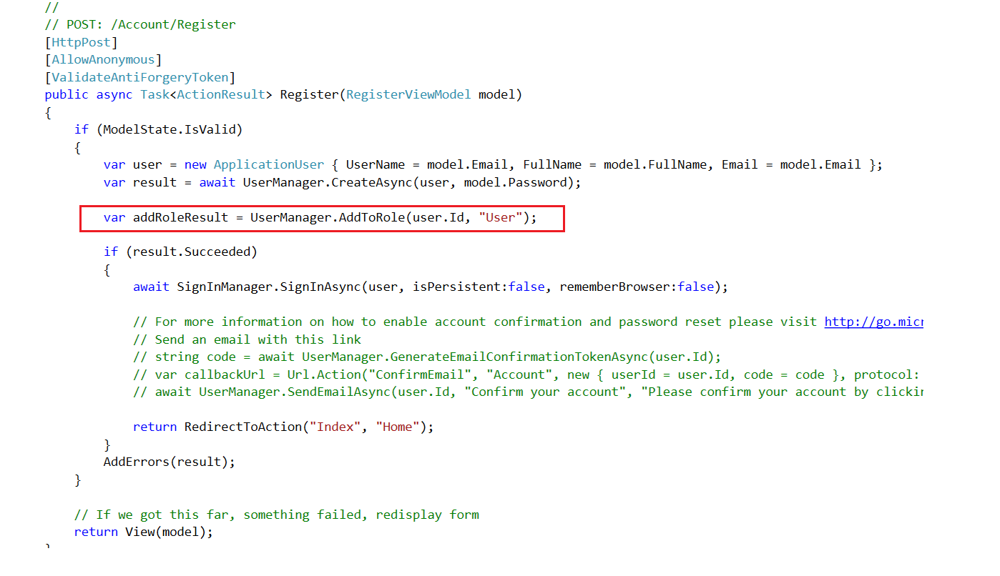 //
// POST: /Account/Register
[HttpPost]
[AllowAnonymous]
[ValidateAntiForgeryToken]
public async Task<ActionResult> Register(RegisterViewModel model)
{
    if (ModelState.IsValid)
    {
        var user = new ApplicationUser { UserName = model.Email, FullName = model.FullName, Email = model.Email };
        var result = await UserManager.CreateAsync(user, model.Password);
        var addRoleResult = UserManager.AddToRole(user.Id, "User");
        if (result.Succeeded)
        {
            await SignInManager.SignInAsync(user, isPersistent:false, rememberBrowser:false);
            // For more information on how to enable account confirmation and password reset please visit http://go.micr
            // Send an email with this link
            // string code = await UserManager.GenerateEmailConfirmationTokenAsync(user.Id);
            // var callbackUrl = Url.Action("ConfirmEmail", "Account", new { userId = user.Id, code = code }, protocol:
            // await UserManager.SendEmailAsync(user.Id, "Confirm your account", "Please confirm your account by clickin
            return RedirectToAction("Index", "Home");
        }
        AddErrors(result);
    }
    // If we got this far, something failed, redisplay form
    return View(model);
}